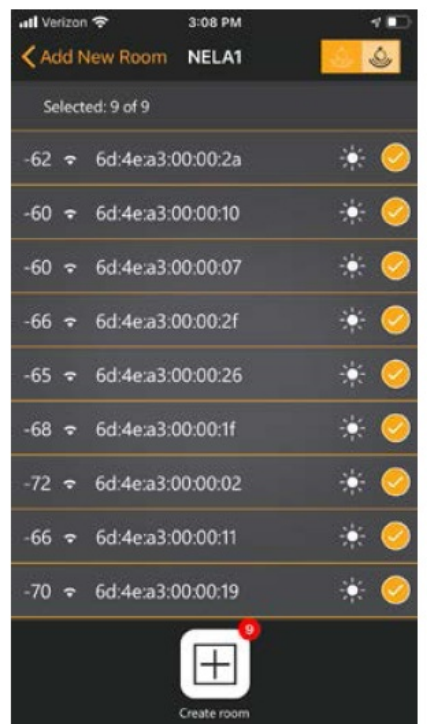 Verizon 3:08 PM
Add New Room NELA1
Selected: 9 of 9
-62 6d:4e:a3:00:00:2a
-60 6d:4e:a3:00:00:10
-60 6d:4e:a3:00:00:07
-66 6d:4e:a3:00:00:2f
-65 6d:4e:a3:00:00:26
-68 6d:4e:a3:00:00:1f
-72 6d:4e:a3:00:00:02
-66 6d:4e:a3:00:00:11
-70 6d:4e:a3:00:00:19
9
Create room